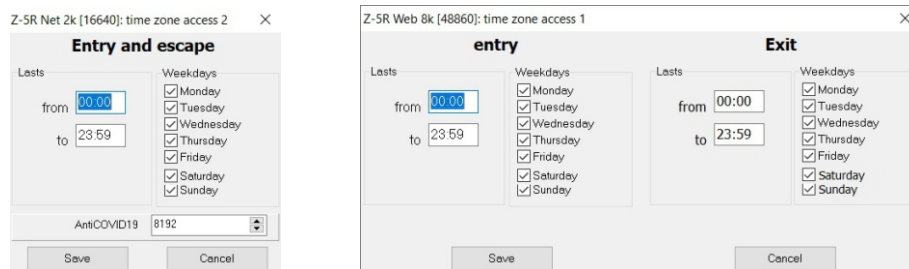 Z-5R Net 2k [16640]: time zone access 2
Entry and escape
Lasts
from 00:00
to 23:59
Weekdays
Monday
Tuesday
Wednesday
Thursday
Friday
Saturday
Sunday
AntiCOVID19 8192
Save Cancel
Z-5R Web 8k [48860]: time zone access 1
entry
Lasts
from 00:00
to 23:59
Weekdays
Monday
Tuesday
Wednesday
Thursday
Friday
Saturday
Sunday
Exit
Lasts
from 00:00
to 23:59
Weekdays
Monday
Tuesday
Wednesday
Thursday
Friday
Saturday
Sunday
Save Cancel